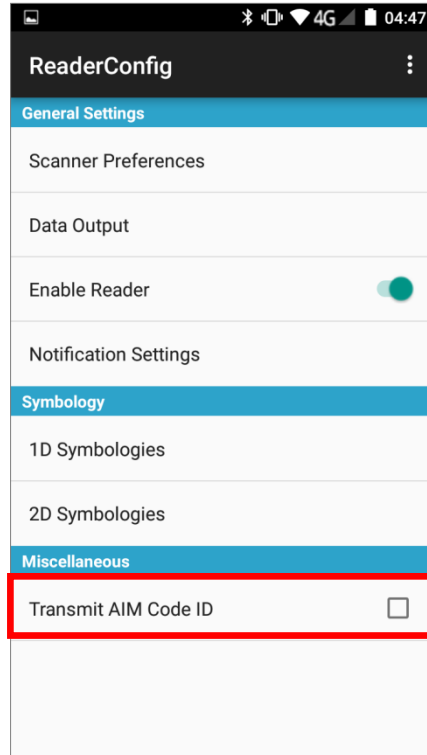 4G 04:47
ReaderConfig
General Settings
Scanner Preferences
Data Output
Enable Reader
Notification Settings
Symbology
1D Symbologies
2D Symbologies
Miscellaneous
Transmit AIM Code ID